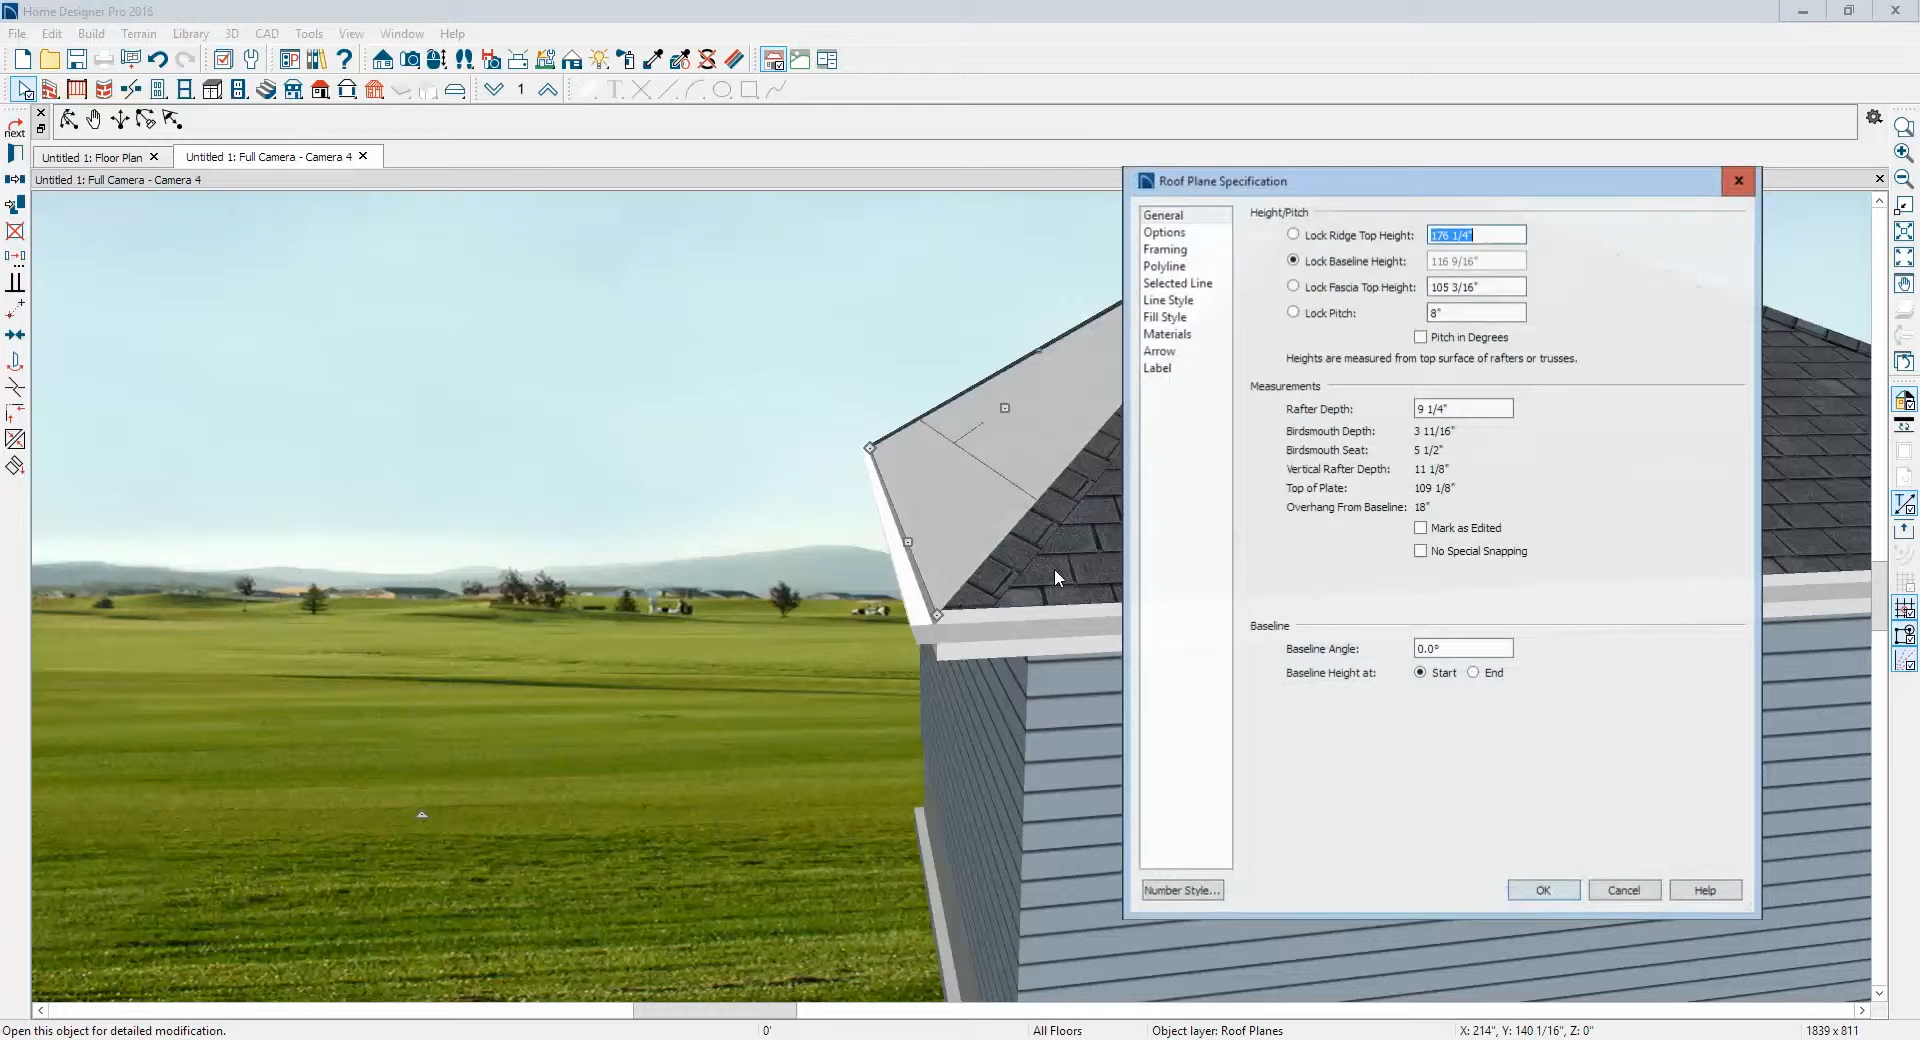 Home Designer Pro 2016
File Edit Build Terrain Library 3D CAD Tools View Window Help
1
next
Untitled 1: Floor Plan
Untitled 1: Full Camera - Camera 4
Untitled 1: Full Camera - Camera 4
Roof Plane Specification
General
Options
Framing
Polyline
Selected Line
Line Style
Fill Style
Materials
Arrow
Label
Height/Pitch
Lock Ridge Top Height: 176 1/4"
Lock Baseline Height: 116 9/16"
Lock Fascia Top Height: 105 3/16"
Lock Pitch: 8"
Pitch in Degrees
Heights are measured from top surface of rafters or trusses.
Measurements
Rafter Depth: 9 1/4"
Birdsmouth Depth: 3 11/16"
Birdsmouth Seat: 5 1/2"
Vertical Rafter Depth: 11 1/8"
Top of Plate: 109 1/8"
Overhang From Baseline: 18"
Mark as Edited
No Special Snapping
Baseline
Baseline Angle: 0.0°
Baseline Height at: Start End
Number Style... OK Cancel Help
Open this object for detailed modification. 0' All Floors Object layer: Roof Planes X: 214", Y: 140 1/16", Z: 0" 1839 x 811